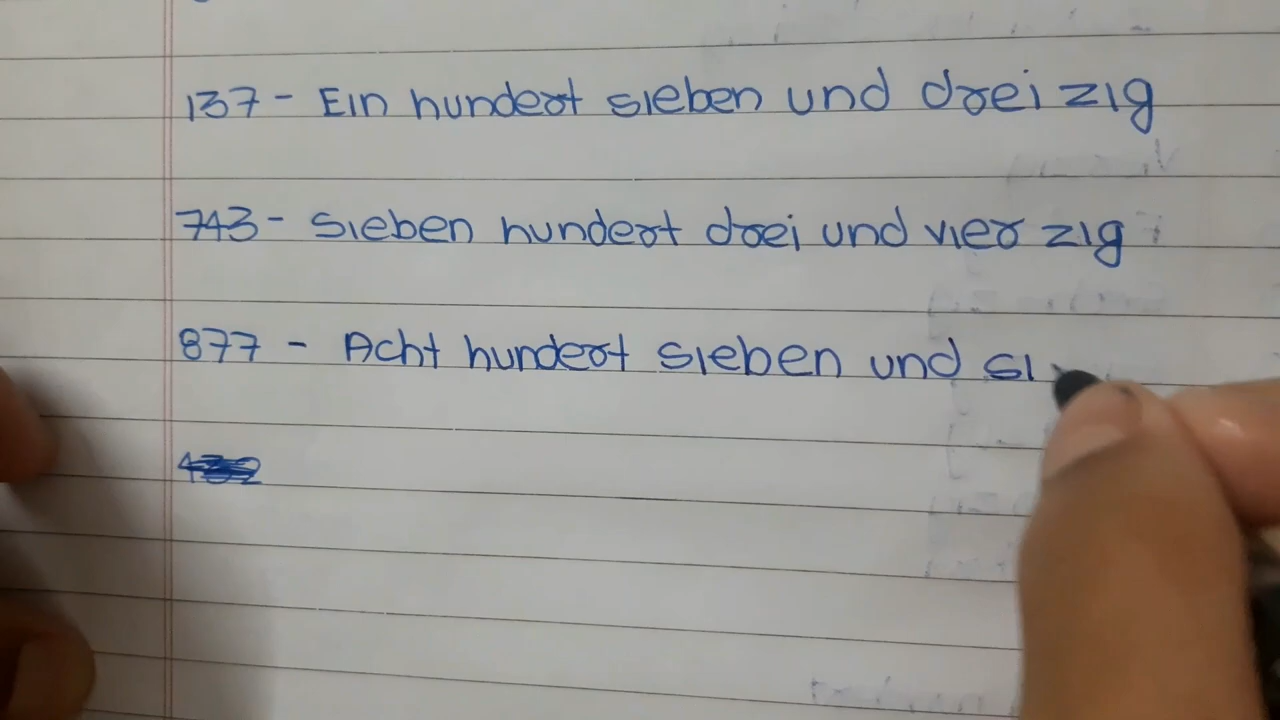 137 - Ein hundert sieben und drei zig
743 - sieben hundert drei und vier zig
877 - Acht hundert sieben und si